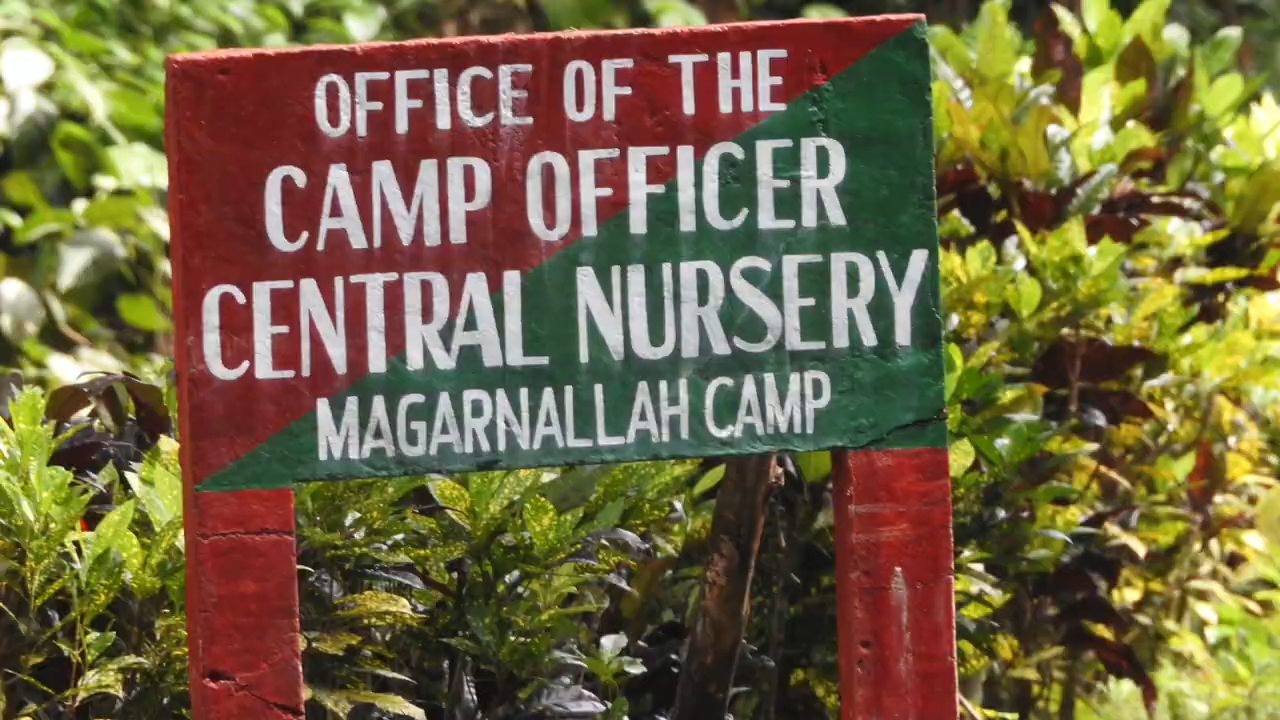 OFFICE OF THE
CAMP OFFICER
CENTRAL NURSERY
MAGARNALLAH CAMP